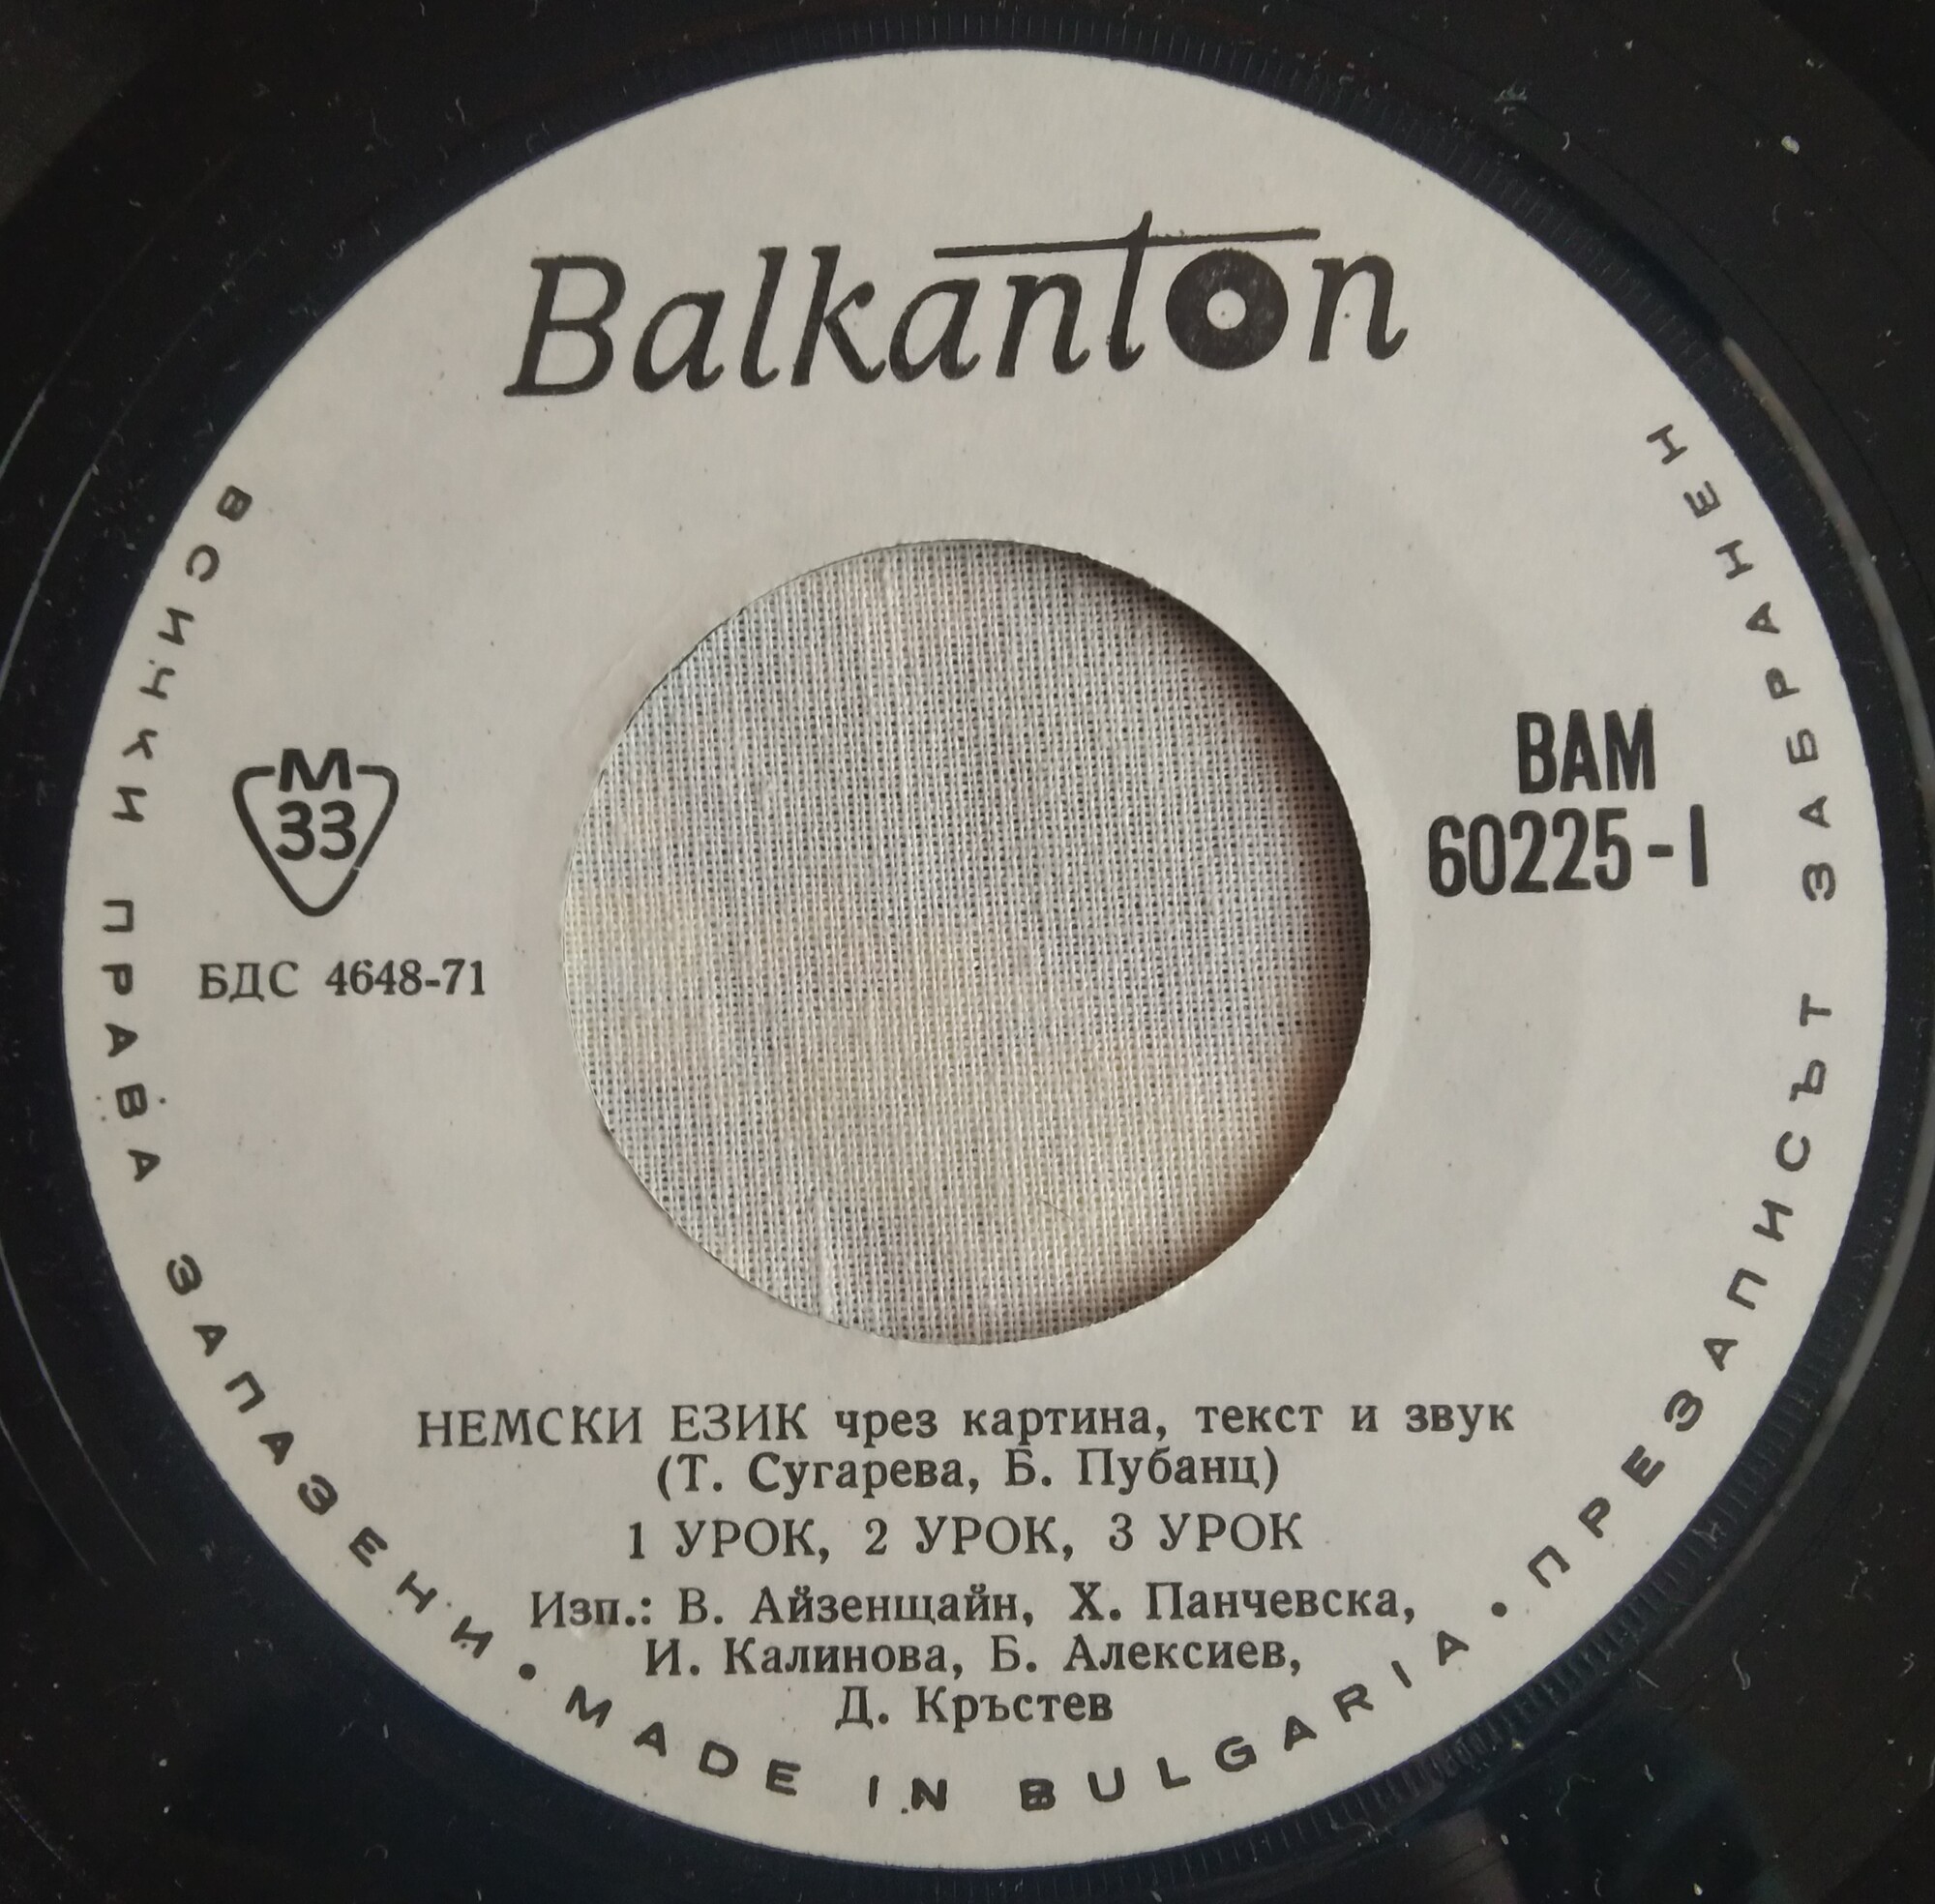 Balkanton
M
33
БДС 4648-71
ВАМ
60225-I
НЕМСКИ ЕЗИК чрез картина, текст и звук
(Т. Сугарева, Б. Пубанц)
1 УРОК, 2 УРОК, 3 УРОК
Изп.: В. Айзенщайн, Х. Панчевска,
И. Калинова, Б. Алексиев,
Д. Кръстев
ВСИЧКИ ПРАВА ЗАПАЗЕНИ • MADE IN BULGARIA • ПРЕЗАПИСЪТ ЗАБРАНЕН